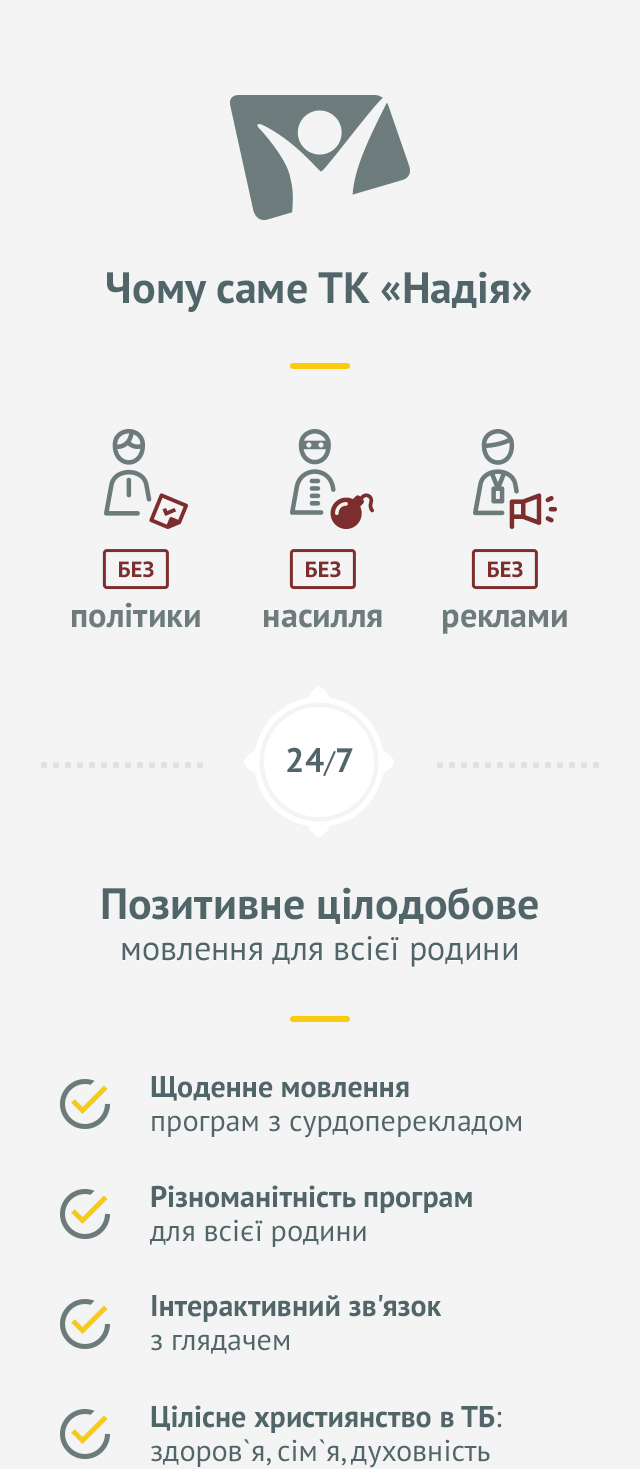 Чому саме ТК «Надія»
БЕЗ БЕЗ БЕЗ
політики насилля реклами
24/7
Позитивне цілодобове
мовлення для всієї родини
Щоденне мовлення
програм з сурдоперекладом
Різноманітність програм
для всієї родини
Інтерактивний зв'язок
з глядачем
Цілісне християнство в ТБ:
здоров`я, сім`я, духовність